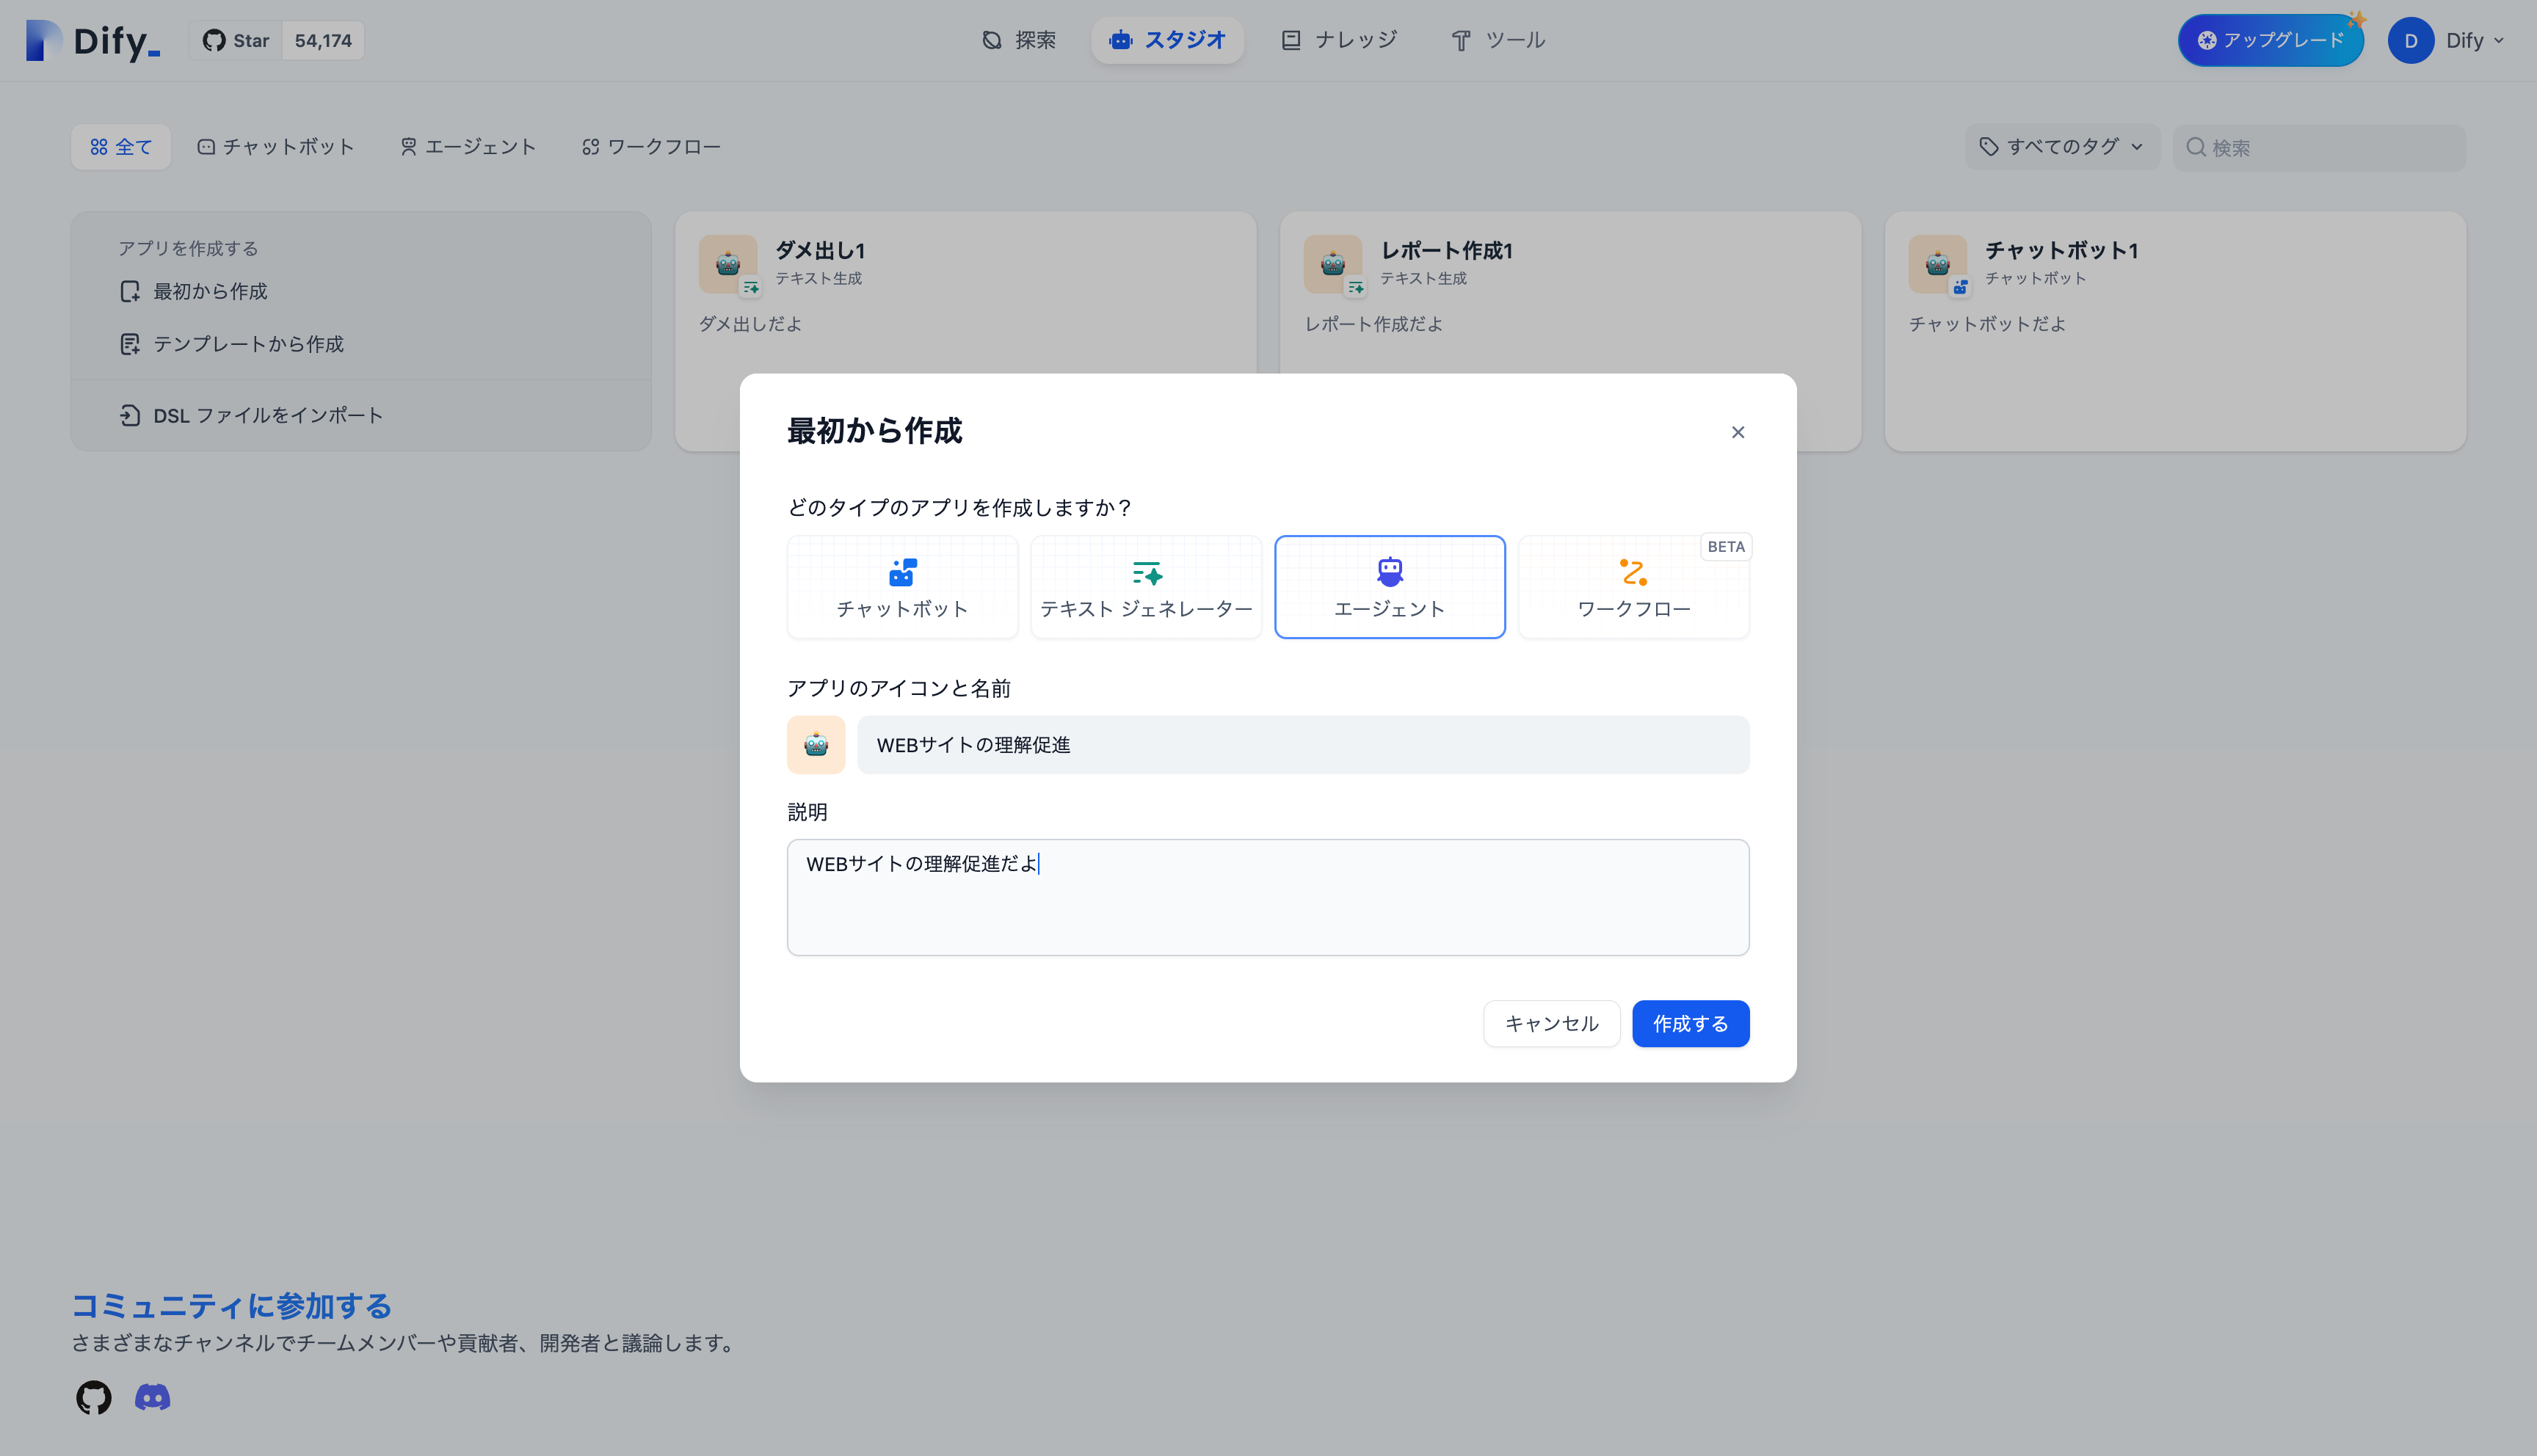 Dify_
Star 54,174
探索
スタジオ
ナレッジ
ツール
アップグレード
D
Dify
全て
チャットボット
エージェント
ワークフロー
すべてのタグ
検索
アプリを作成する
最初から作成
テンプレートから作成
DSL ファイルをインポート
ダメ出し1
テキスト生成
ダメ出しだよ
レポート作成1
テキスト生成
レポート作成だよ
チャットボット1
チャットボット
チャットボットだよ
最初から作成
どのタイプのアプリを作成しますか？
チャットボット
テキスト ジェネレーター
エージェント
BETA
ワークフロー
アプリのアイコンと名前
WEBサイトの理解促進
説明
WEBサイトの理解促進だよ
キャンセル
作成する
コミュニティに参加する
さまざまなチャンネルでチームメンバーや貢献者、開発者と議論します。